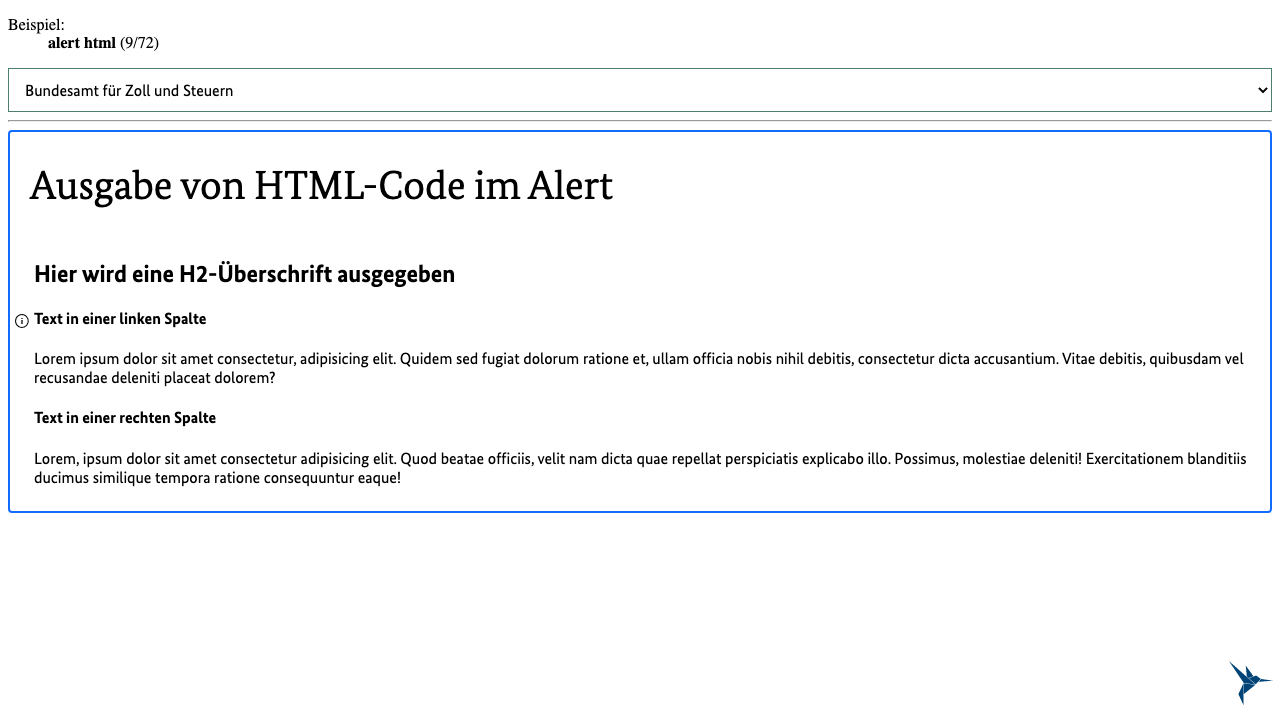 Beispiel:
alert html (9/72)
Bundesamt für Zoll und Steuern
Ausgabe von HTML-Code im Alert
Hier wird eine H2-Überschrift ausgegeben
Text in einer linken Spalte
Lorem ipsum dolor sit amet consectetur, adipisicing elit. Quidem sed fugiat dolorum ratione et, ullam officia nobis nihil debitis, consectetur dicta accusantium. Vitae debitis, quibusdam vel
recusandae deleniti placeat dolorem?
Text in einer rechten Spalte
Lorem, ipsum dolor sit amet consectetur adipisicing elit. Quod beatae officiis, velit nam dicta quae repellat perspiciatis explicabo illo. Possimus, molestiae deleniti! Exercitationem blanditiis
ducimus similique tempora ratione consequuntur eaque!